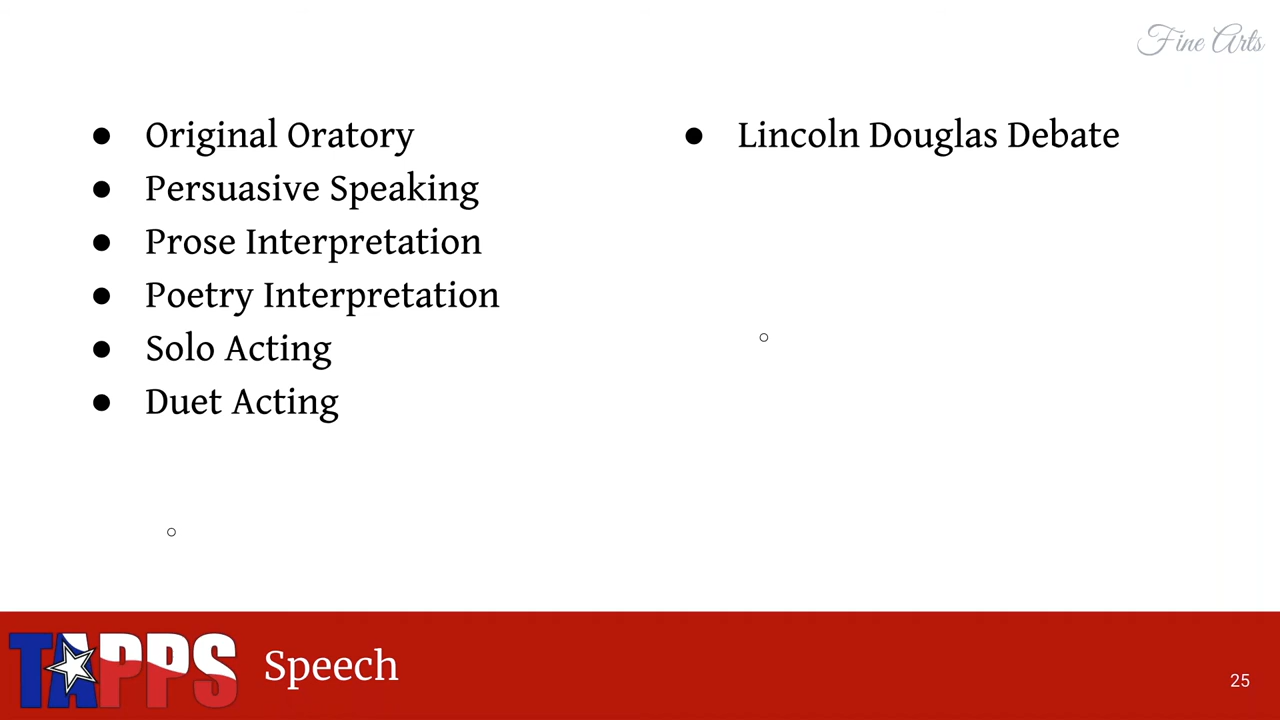 Fine Arts
● Original Oratory
● Persuasive Speaking
● Prose Interpretation
● Poetry Interpretation
● Solo Acting
● Duet Acting
○
● Lincoln Douglas Debate
○
TAPPS
Speech
25